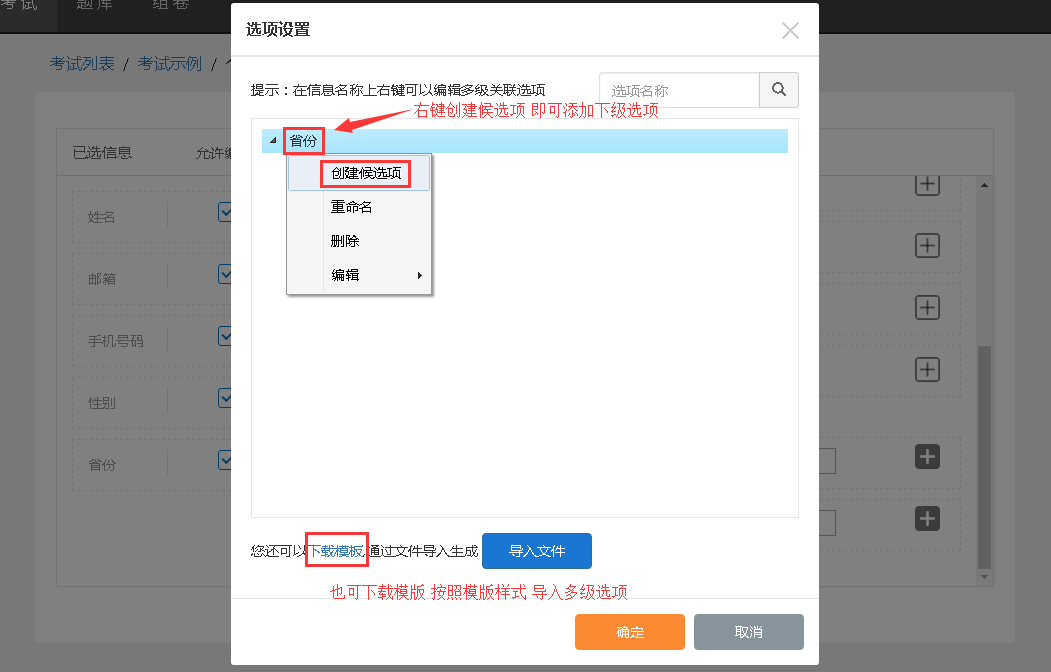 考试 题库 组卷
选项设置
考试列表 / 考试示例 /
提示：在信息名称上右键可以编辑多级关联选项
选项名称
右键创建候选项 即可添加下级选项
省份
已选信息
创建候选项
姓名
重命名
删除
邮箱
编辑
手机号码
性别
省份
您还可以下载模板,通过文件导入生成
导入文件
也可下载模版 按照模版样式 导入多级选项
确定
取消